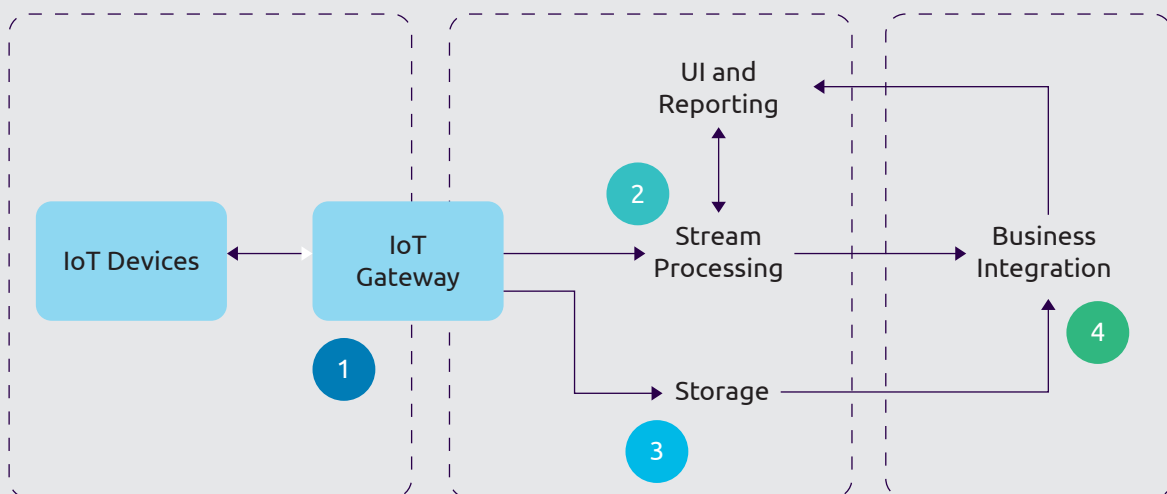 UI and
Reporting
2
IoT Devices
IoT
Gateway
Stream
Processing
Business
Integration
1
4
Storage
3